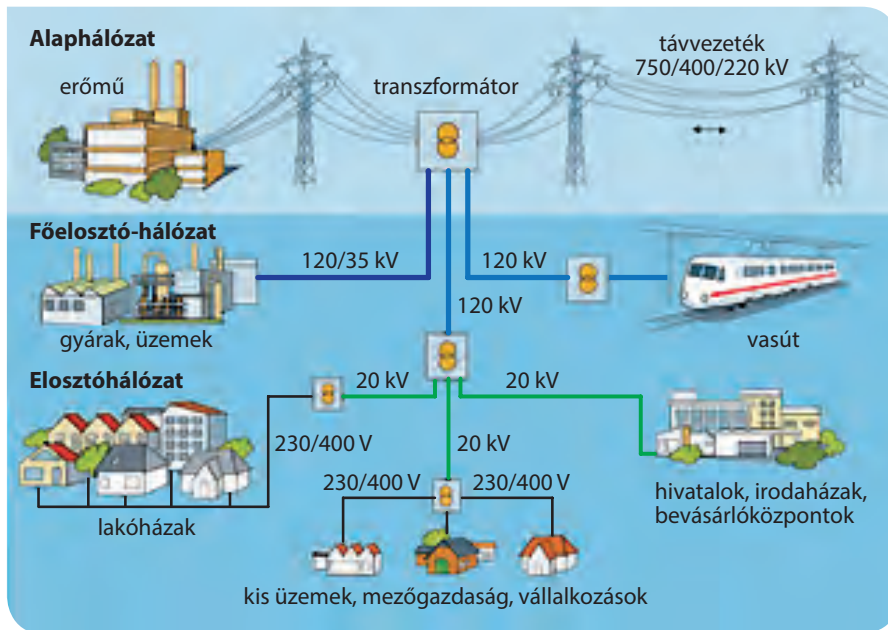 Alaphálózat
erőmű
transzformátor
távvezeték
750/400/220 kV
Főelosztó-hálózat
120/35 kV
120 kV
120 kV
gyárak, üzemek
vasút
Elosztóhálózat
20 kV
20 kV
230/400 V
20 kV
230/400 V
230/400 V
lakóházak
hivatalok, irodaházak,
bevásárlóközpontok
kis üzemek, mezőgazdaság, vállalkozások